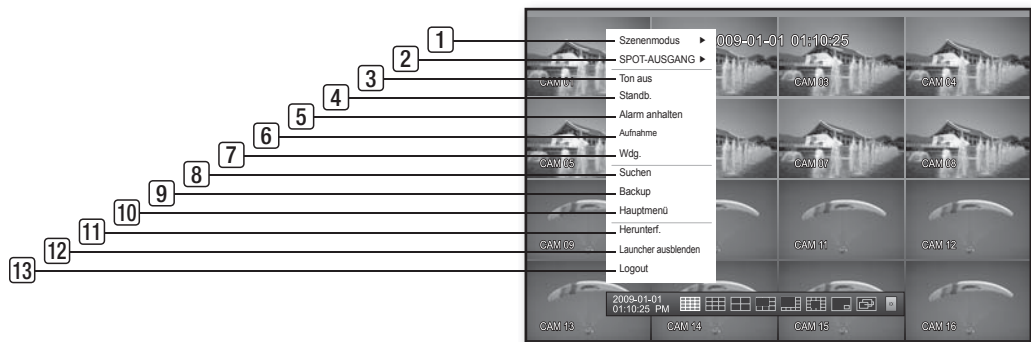 1 Szenenmodus ▶
2 SPOT-AUSGANG ▶
3 Ton aus
4 Standb.
5 Alarm anhalten
6 Aufnahme
7 Wdg.
8 Suchen
9 Backup
10 Hauptmenü
11 Herunterf.
12 Launcher ausblenden
13 Logout
009-01-01 01:10:25
CAM 01
CAM 03
CAM 04
CAM 05
CAM 07
CAM 08
CAM 09
CAM 11
CAM 12
2009-01-01
01:10:25 PM
CAM 13
CAM 14
CAM 15
CAM 16